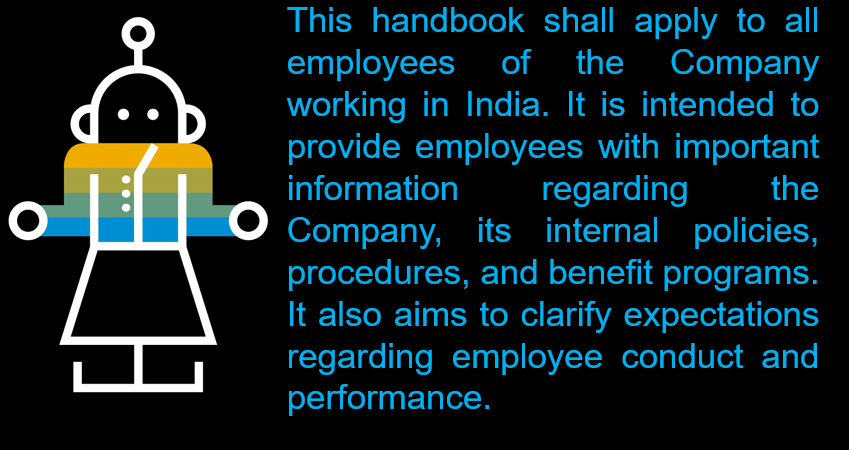 This handbook shall apply to all
employees of the Company
working in India. It is intended to
provide employees with important
information regarding the
Company, its internal policies,
procedures, and benefit programs.
It also aims to clarify expectations
regarding employee conduct and
performance.